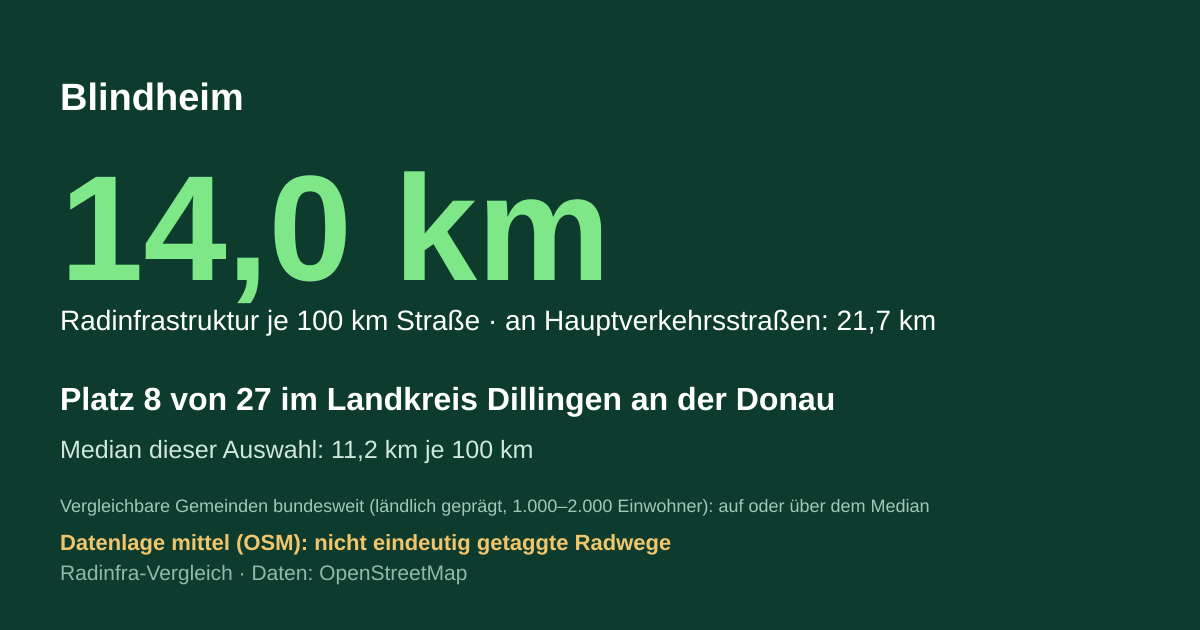 Blindheim
14,0 km
Radinfrastruktur je 100 km Straße · an Hauptverkehrsstraßen: 21,7 km
Platz 8 von 27 im Landkreis Dillingen an der Donau
Median dieser Auswahl: 11,2 km je 100 km
Vergleichbare Gemeinden bundesweit (ländlich geprägt, 1.000–2.000 Einwohner): auf oder über dem Median
Datenlage mittel (OSM): nicht eindeutig getaggte Radwege
Radinfra-Vergleich · Daten: OpenStreetMap